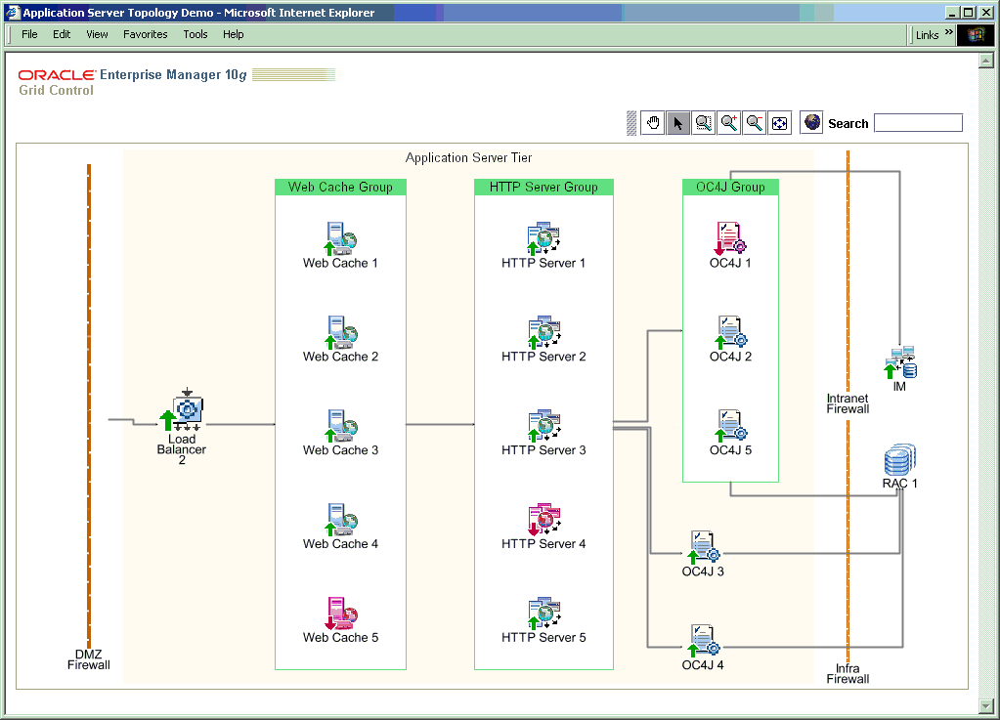 Application Server Topology Demo - Microsoft Internet Explorer
File Edit View Favorites Tools Help
Links »
ORACLE Enterprise Manager 10g
Grid Control
Search
Application Server Tier
Web Cache Group
HTTP Server Group
OC4J Group
Web Cache 1
HTTP Server 1
OC4J 1
Web Cache 2
HTTP Server 2
OC4J 2
IM
Intranet
Firewall
Load
Balancer
2
Web Cache 3
HTTP Server 3
OC4J 5
RAC 1
Web Cache 4
HTTP Server 4
OC4J 3
Web Cache 5
HTTP Server 5
OC4J 4
DMZ
Firewall
Infra
Firewall